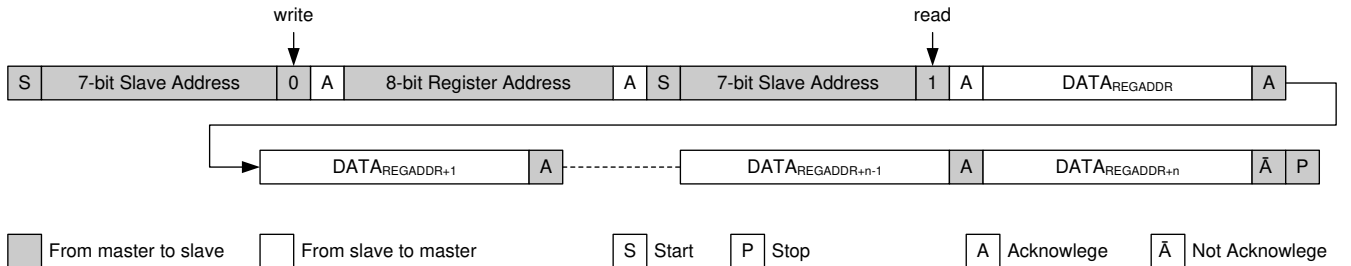 write read
S 7-bit Slave Address 0 A 8-bit Register Address A S 7-bit Slave Address 1 A DATAREGADDR A
DATAREGADDR+1 A DATAREGADDR+n-1 A DATAREGADDR+n Ā P
From master to slave From slave to master S Start P Stop A Acknowlege Ā Not Acknowlege